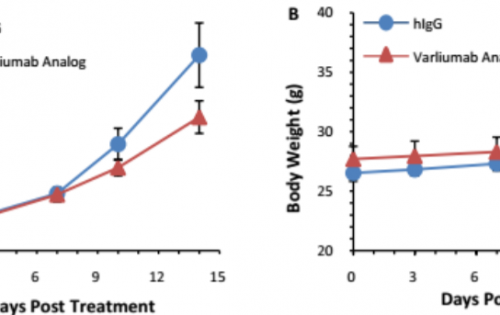 G
iumab Analog
6 9 12 15
ays Post Treatment
B
hIgG
Varliumab Ana
40
35
30
25
20
Body Weight (g)
0 3 6
Days Po